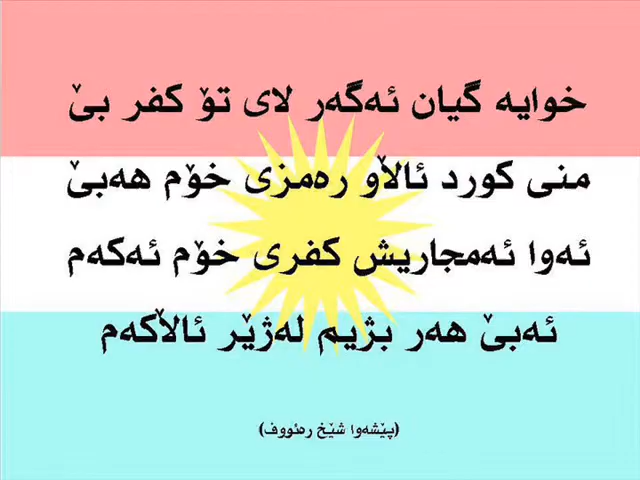 خوایه گیان ئەگەر لای تۆ کفر بێ
منی کورد ئاڵاو رەمزی خۆم هەبێ
ئەوا ئەمجاریش کفری خۆم ئەکەم
ئەبێ هەر بژیم لەژێر ئاڵاکەم
(پێشەوا شێخ رەئووف)